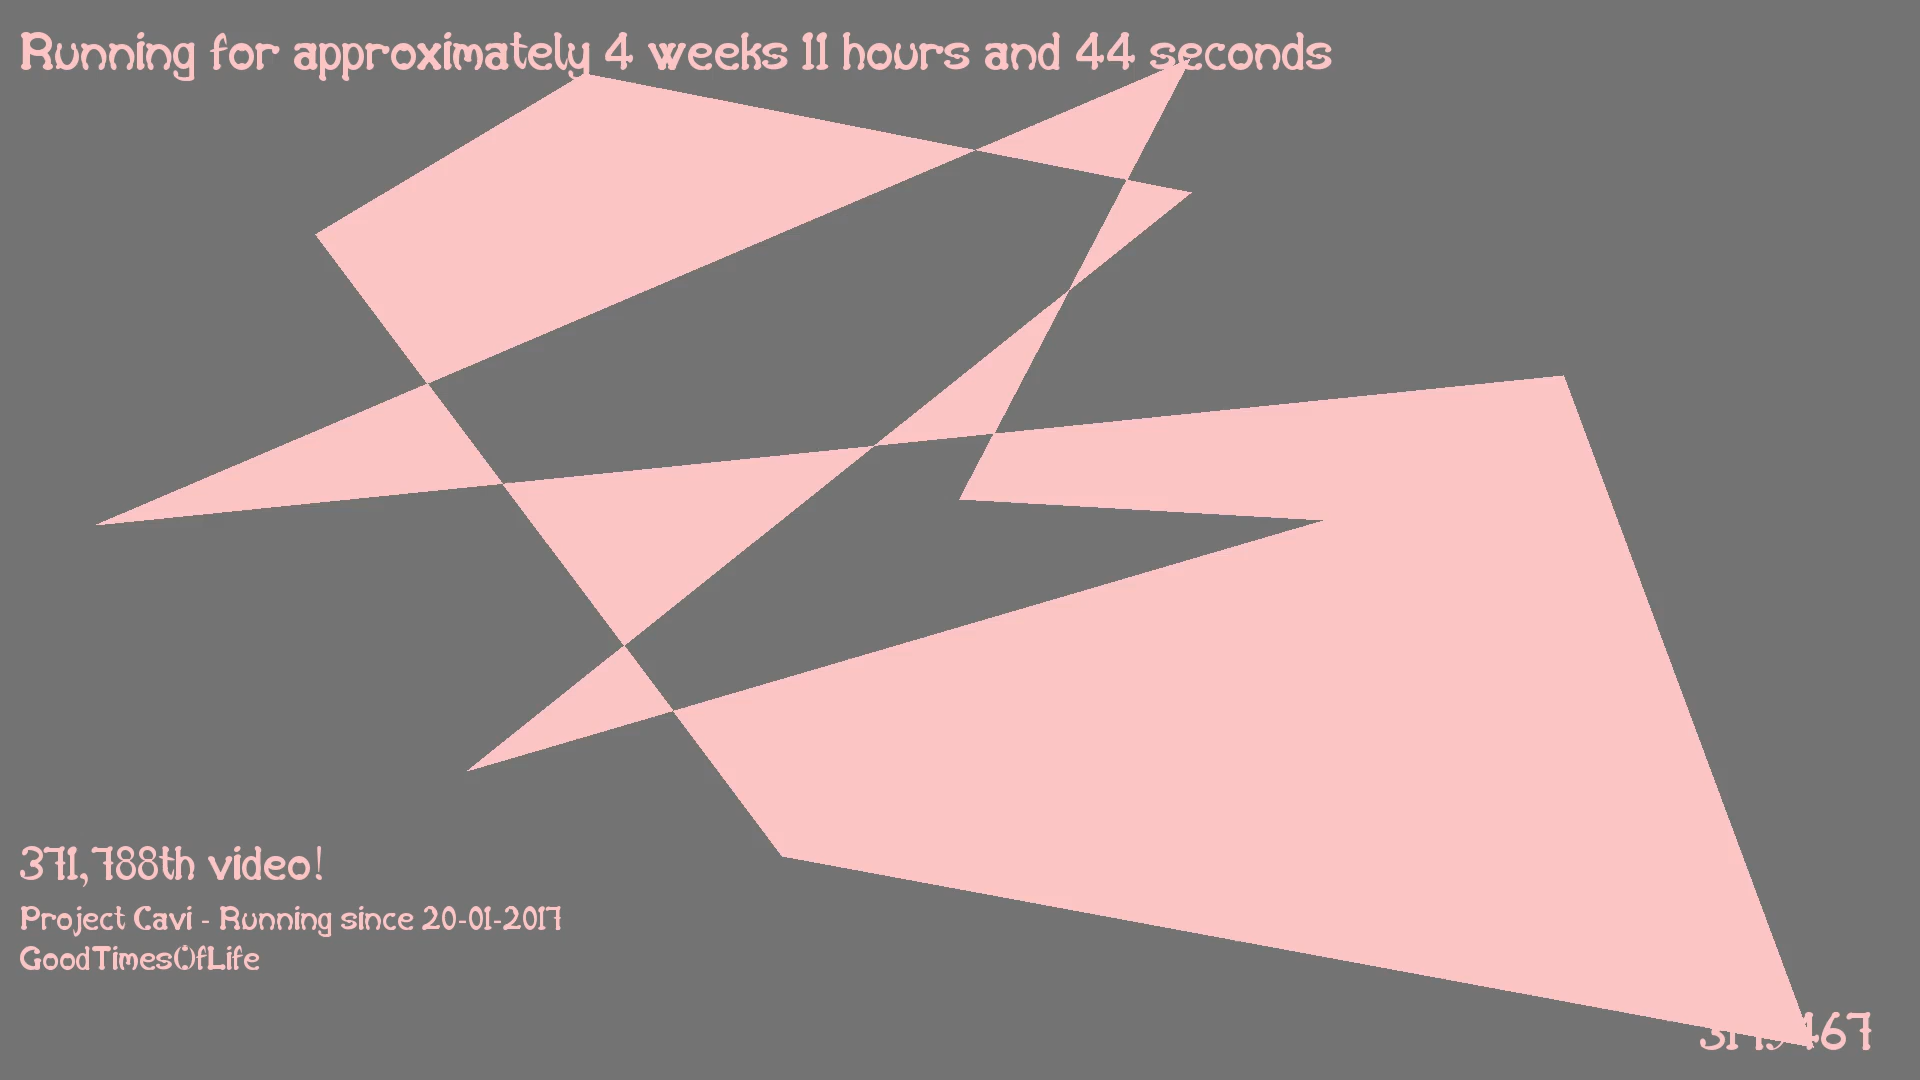 Running for approximately 4 weeks 11 hours and 44 seconds
371,788th video!
Project Cavi - Running since 20-01-2017
GoodTimesOfLife